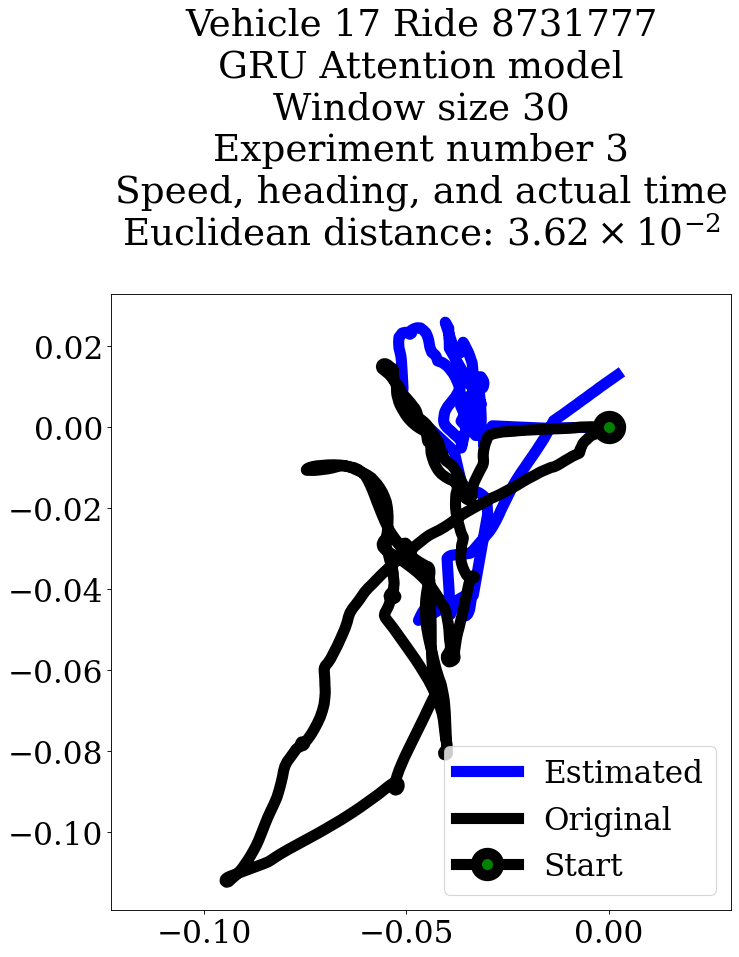 Vehicle 17 Ride 8731777
GRU Attention model
Window size 30
Experiment number 3
Speed, heading, and actual time
Euclidean distance: 3.62 × 10⁻²
0.02
0.00
−0.02
−0.04
−0.06
−0.08
−0.10
Estimated
Original
Start
−0.10 −0.05 0.00